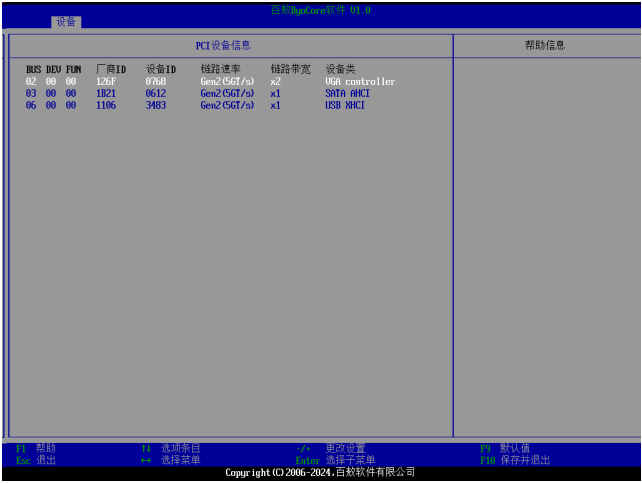 百敖ByoCore软件 V1.0
设备
PCI设备信息
帮助信息
BUS DEV FUN 厂商ID 设备ID 链路速率 链路带宽 设备类
02 00 00 126F 0768 Gen2(5GT/s) x2 VGA controller
03 00 00 1B21 0612 Gen2(5GT/s) x1 SATA AHCI
06 00 00 1106 3483 Gen2(5GT/s) x1 USB XHCI
F1 帮助 ↑↓ 选项条目 -/+ 更改设置 F9 默认值
Esc 退出 ↔ 选择菜单 Enter 选择子菜单 F10 保存并退出
Copyright(C)2006-2024,百敖软件有限公司